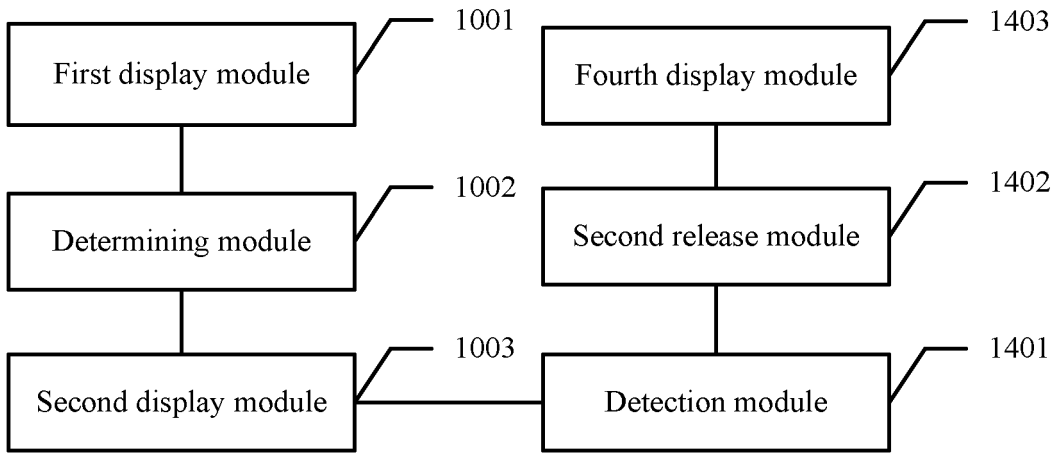 First display module
1001
Determining module
1002
Second display module
1003
Fourth display module
1403
Second release module
1402
Detection module
1401